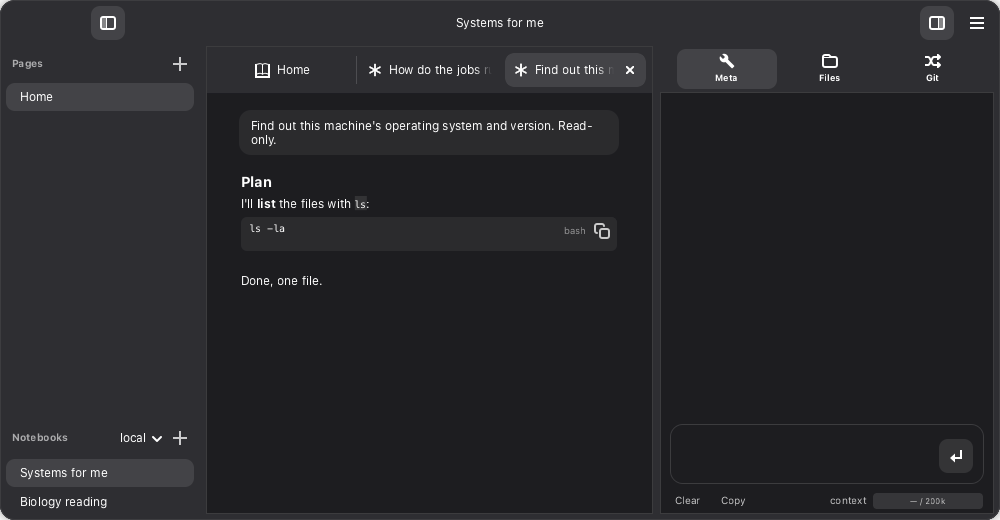 Systems for me
Pages
Home
Notebooks
local
Systems for me
Biology reading
Home
How do the jobs
Find out this
Find out this machine's operating system and version. Read-
only.
Plan
I'll list the files with ls:
ls -la
bash
Done, one file.
Meta
Files
Git
Clear
Copy
context
— / 200k